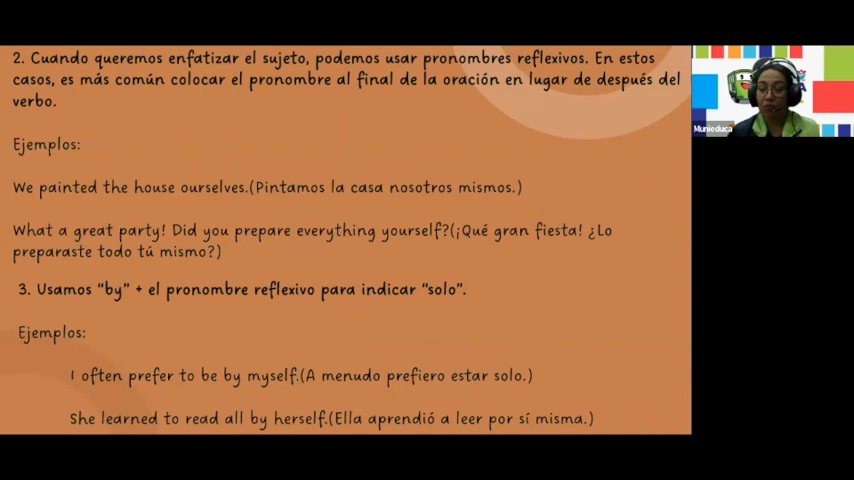 2. Cuando queremos enfatizar el sujeto, podemos usar pronombres reflexivos. En estos
casos, es más común colocar el pronombre al final de la oración en lugar de después del
verbo.
Ejemplos:
We painted the house ourselves.(Pintamos la casa nosotros mismos.)
What a great party! Did you prepare everything yourself?(¡Qué gran fiesta! ¿Lo
preparaste todo tú mismo?)
3. Usamos "by" + el pronombre reflexivo para indicar "solo".
Ejemplos:
I often prefer to be by myself.(A menudo prefiero estar solo.)
She learned to read all by herself.(Ella aprendió a leer por sí misma.)
Munieduca